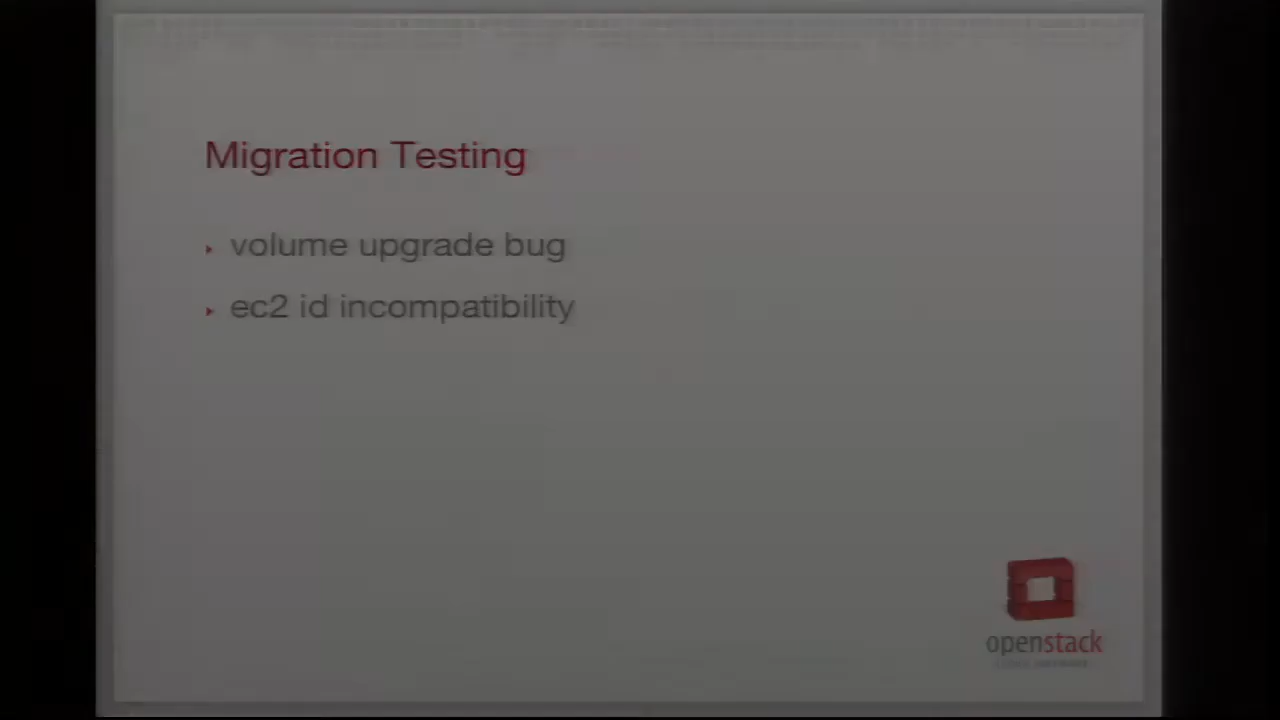 Migration Testing
volume upgrade bug
ec2 id incompatibility
openstack